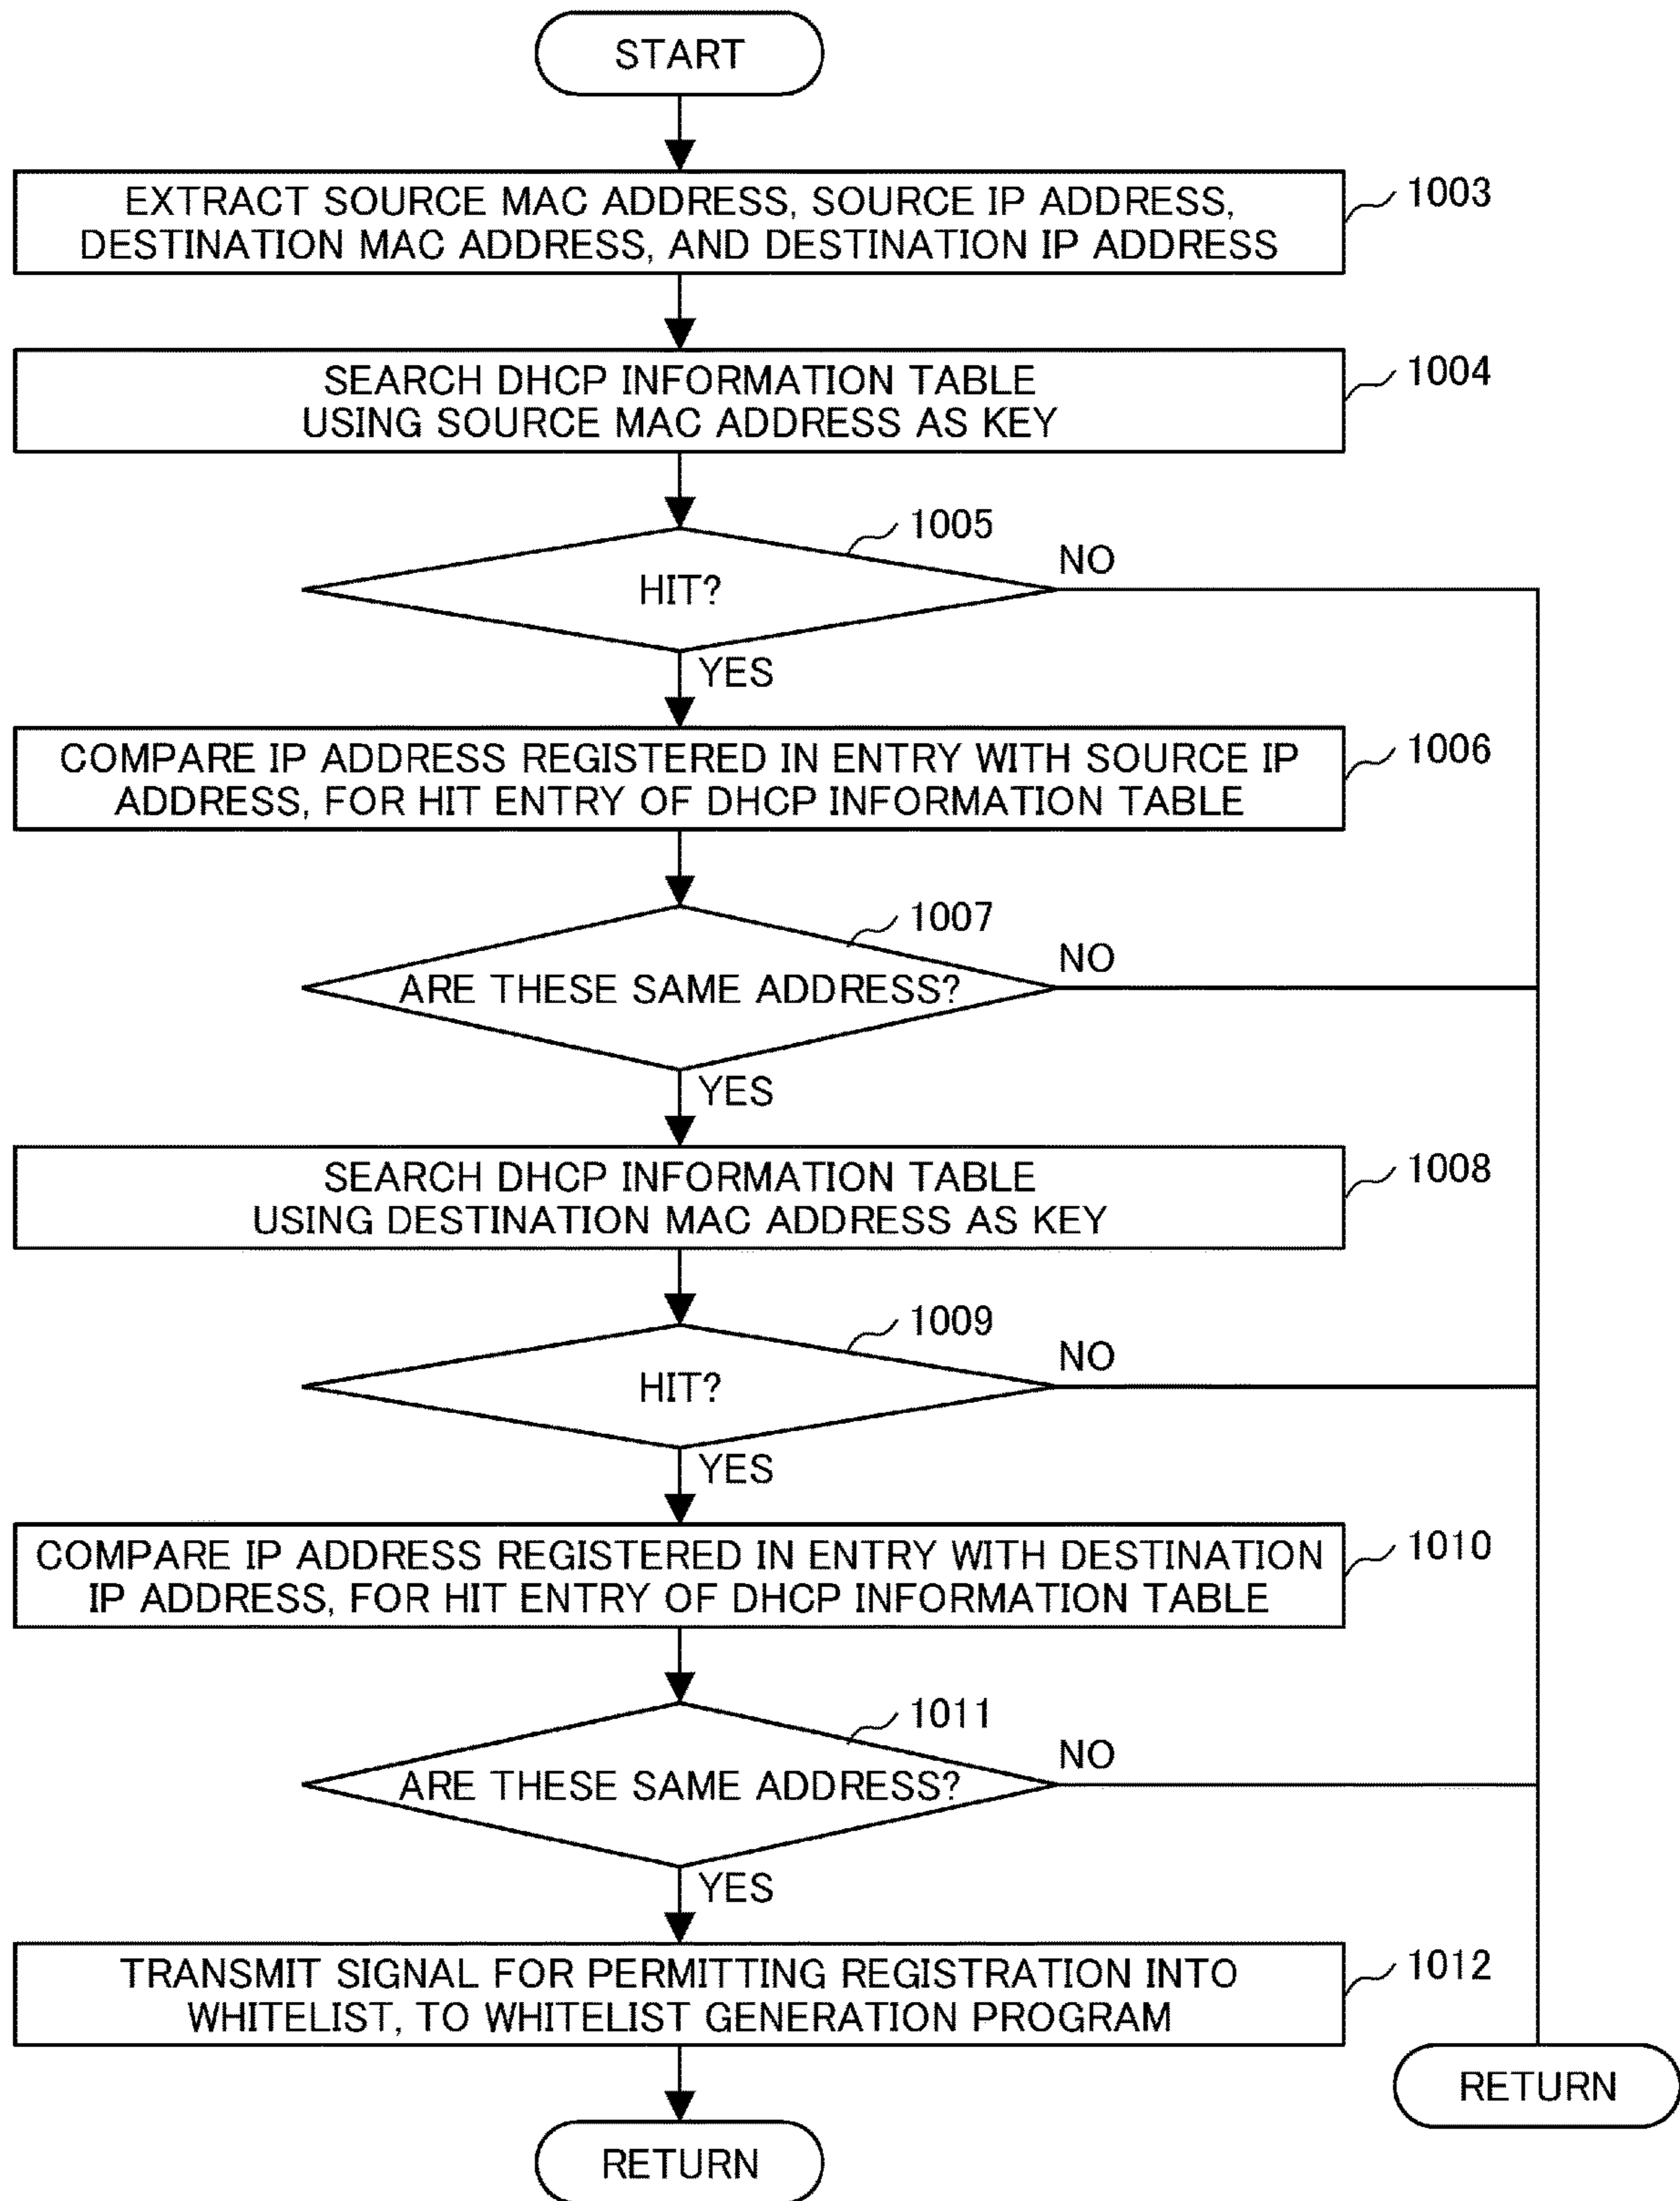 START
EXTRACT SOURCE MAC ADDRESS, SOURCE IP ADDRESS,
DESTINATION MAC ADDRESS, AND DESTINATION IP ADDRESS
1003
SEARCH DHCP INFORMATION TABLE
USING SOURCE MAC ADDRESS AS KEY
1004
1005
HIT?
NO
YES
COMPARE IP ADDRESS REGISTERED IN ENTRY WITH SOURCE IP
ADDRESS, FOR HIT ENTRY OF DHCP INFORMATION TABLE
1006
1007
ARE THESE SAME ADDRESS?
NO
YES
SEARCH DHCP INFORMATION TABLE
USING DESTINATION MAC ADDRESS AS KEY
1008
1009
HIT?
NO
YES
COMPARE IP ADDRESS REGISTERED IN ENTRY WITH DESTINATION
IP ADDRESS, FOR HIT ENTRY OF DHCP INFORMATION TABLE
1010
1011
ARE THESE SAME ADDRESS?
NO
YES
TRANSMIT SIGNAL FOR PERMITTING REGISTRATION INTO
WHITELIST, TO WHITELIST GENERATION PROGRAM
1012
RETURN
RETURN